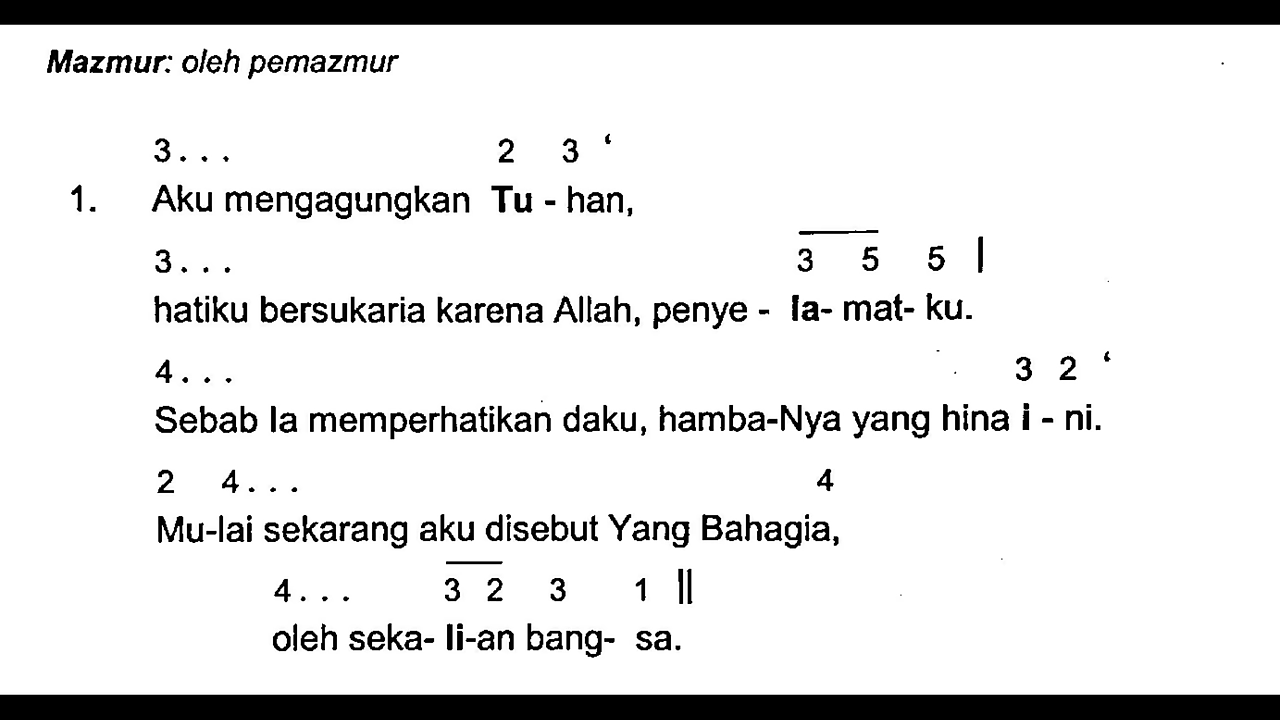 Mazmur: oleh pemazmur
3... 2 3 ‘
1. Aku mengagungkan Tu - han,
3... 3 5 5 |
hatiku bersukaria karena Allah, penye - la- mat- ku.
4... 3 2 ‘
Sebab Ia memperhatikan daku, hamba-Nya yang hina i - ni.
2 4... 4
Mu-lai sekarang aku disebut Yang Bahagia,
4... 3 2 3 1 ||
oleh seka- li-an bang- sa.